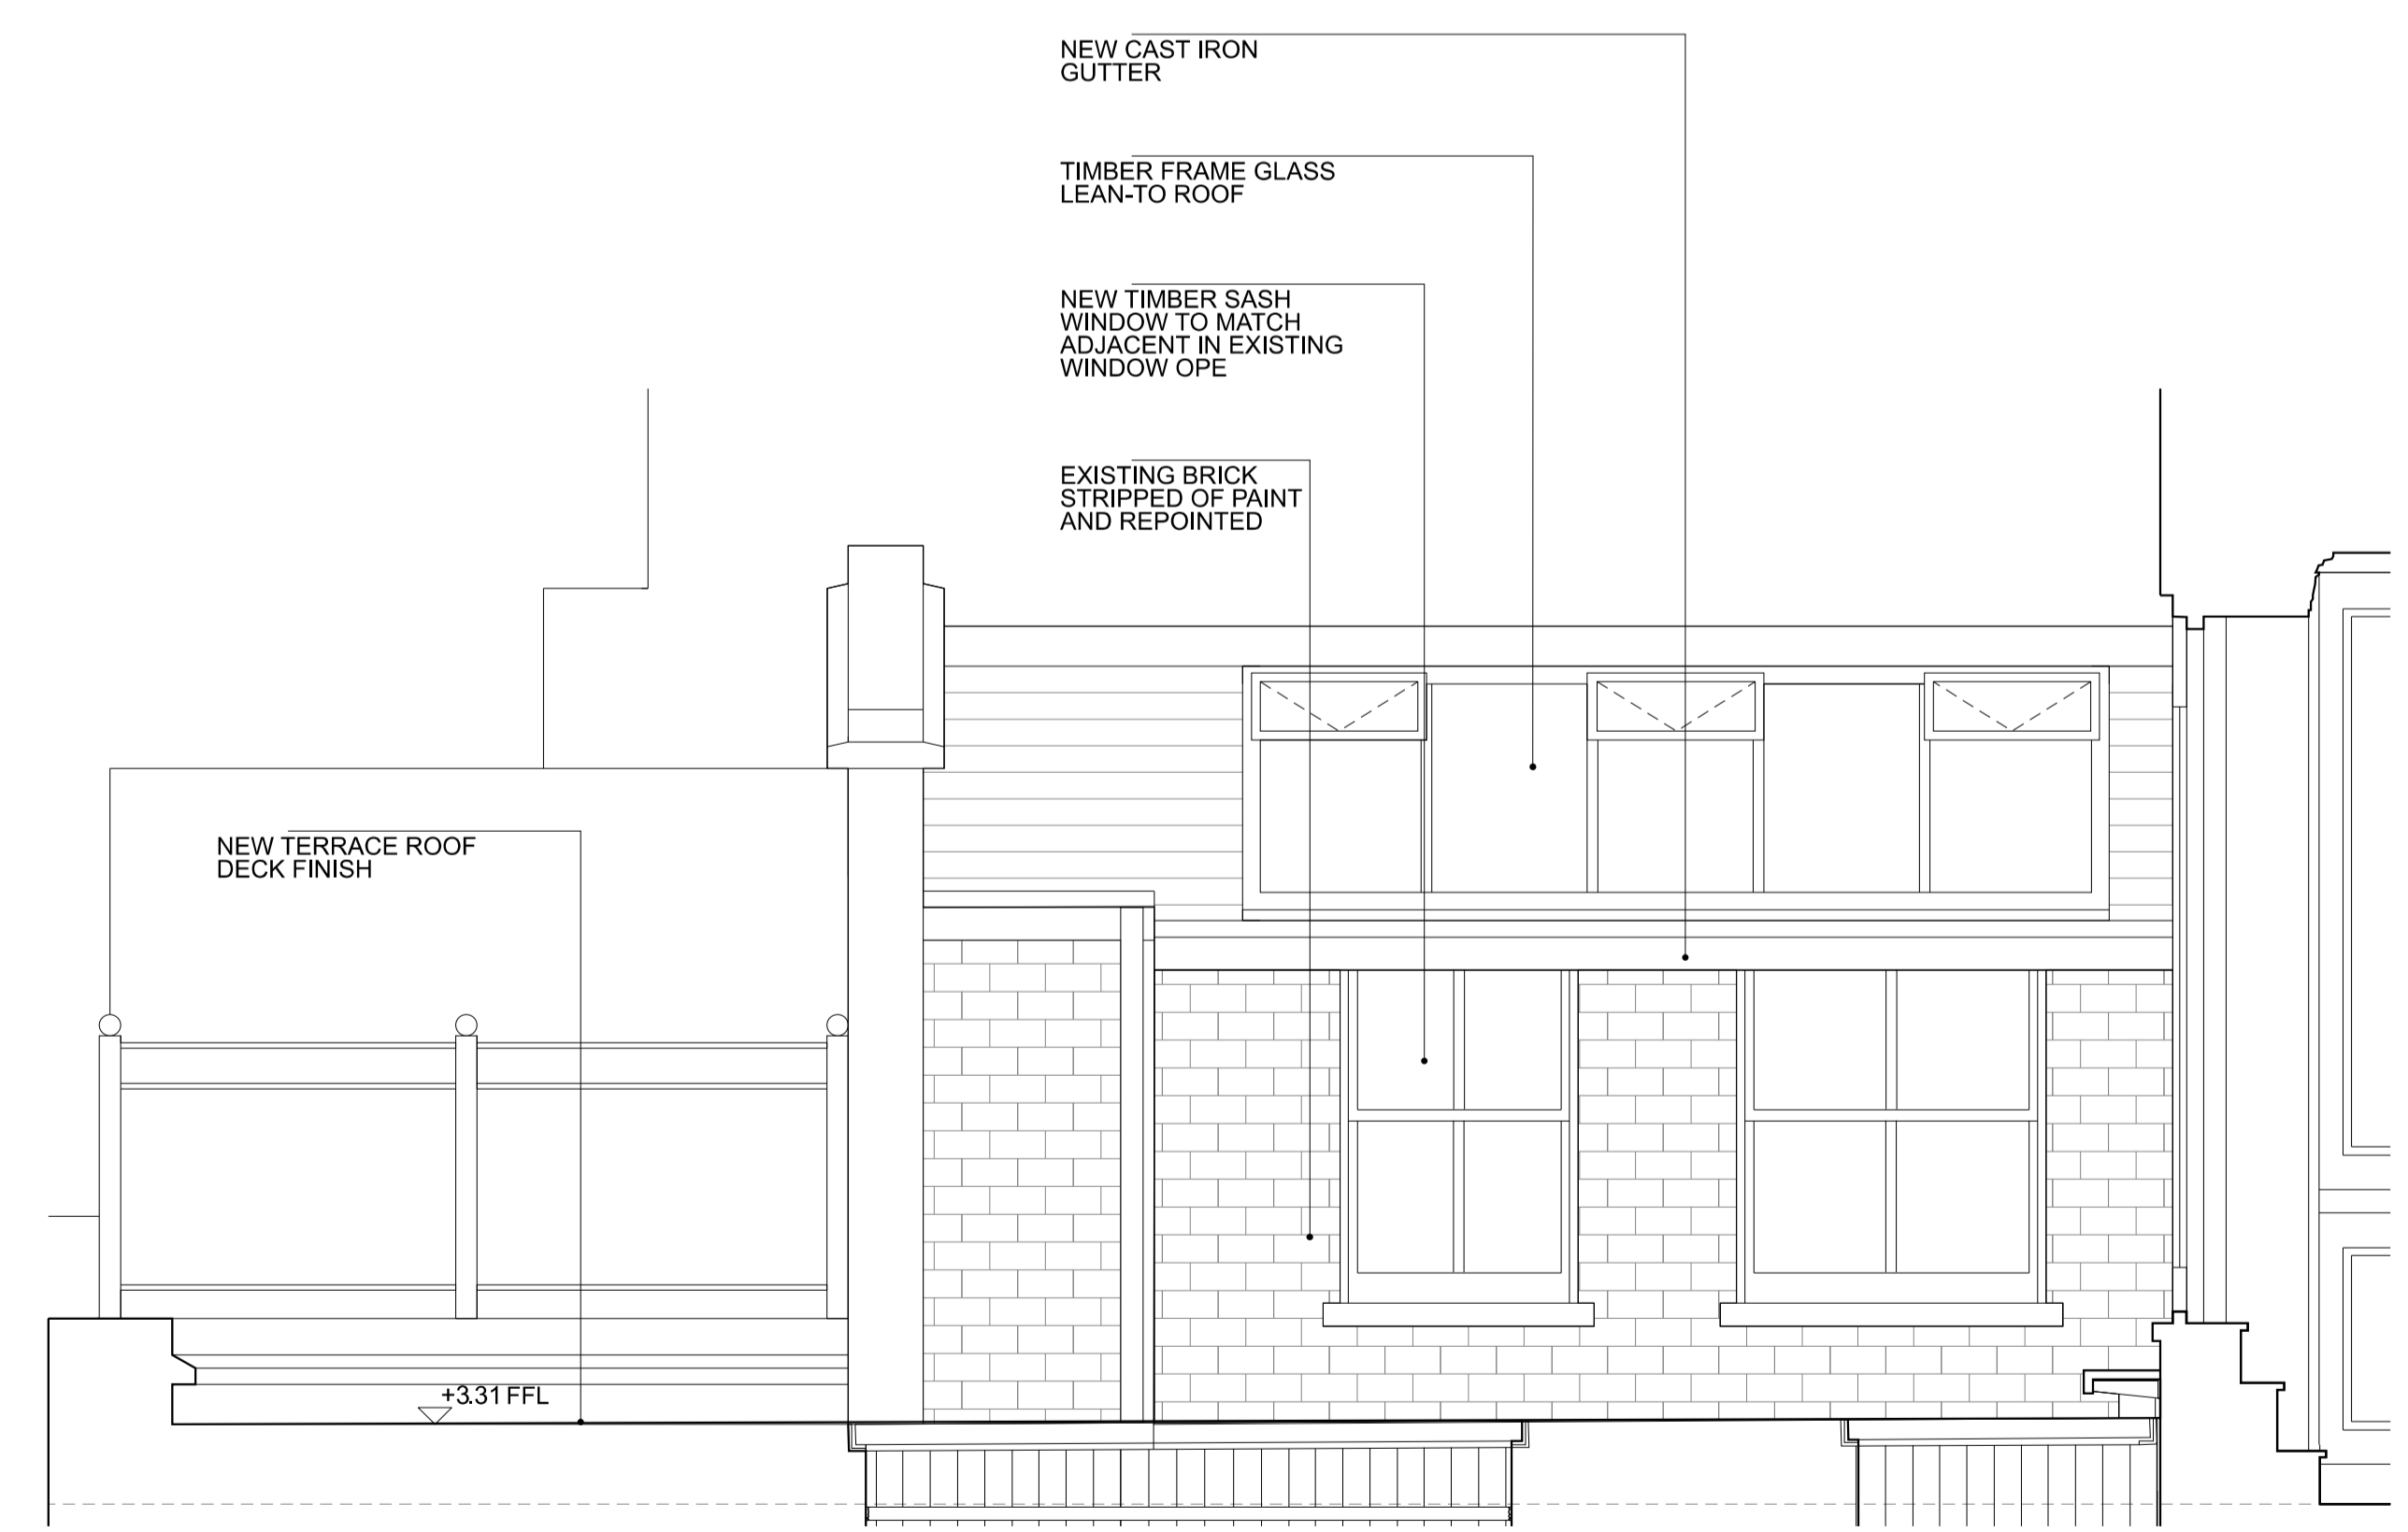 NEW CAST IRON
GUTTER
TIMBER FRAME GLASS
LEAN-TO ROOF
NEW TIMBER SASH
WINDOW TO MATCH
ADJACENT IN EXISTING
WINDOW OPE
EXISTING BRICK
STRIPPED OF PAINT
AND REPOINTED
NEW TERRACE ROOF
DECK FINISH
+3.31 FFL